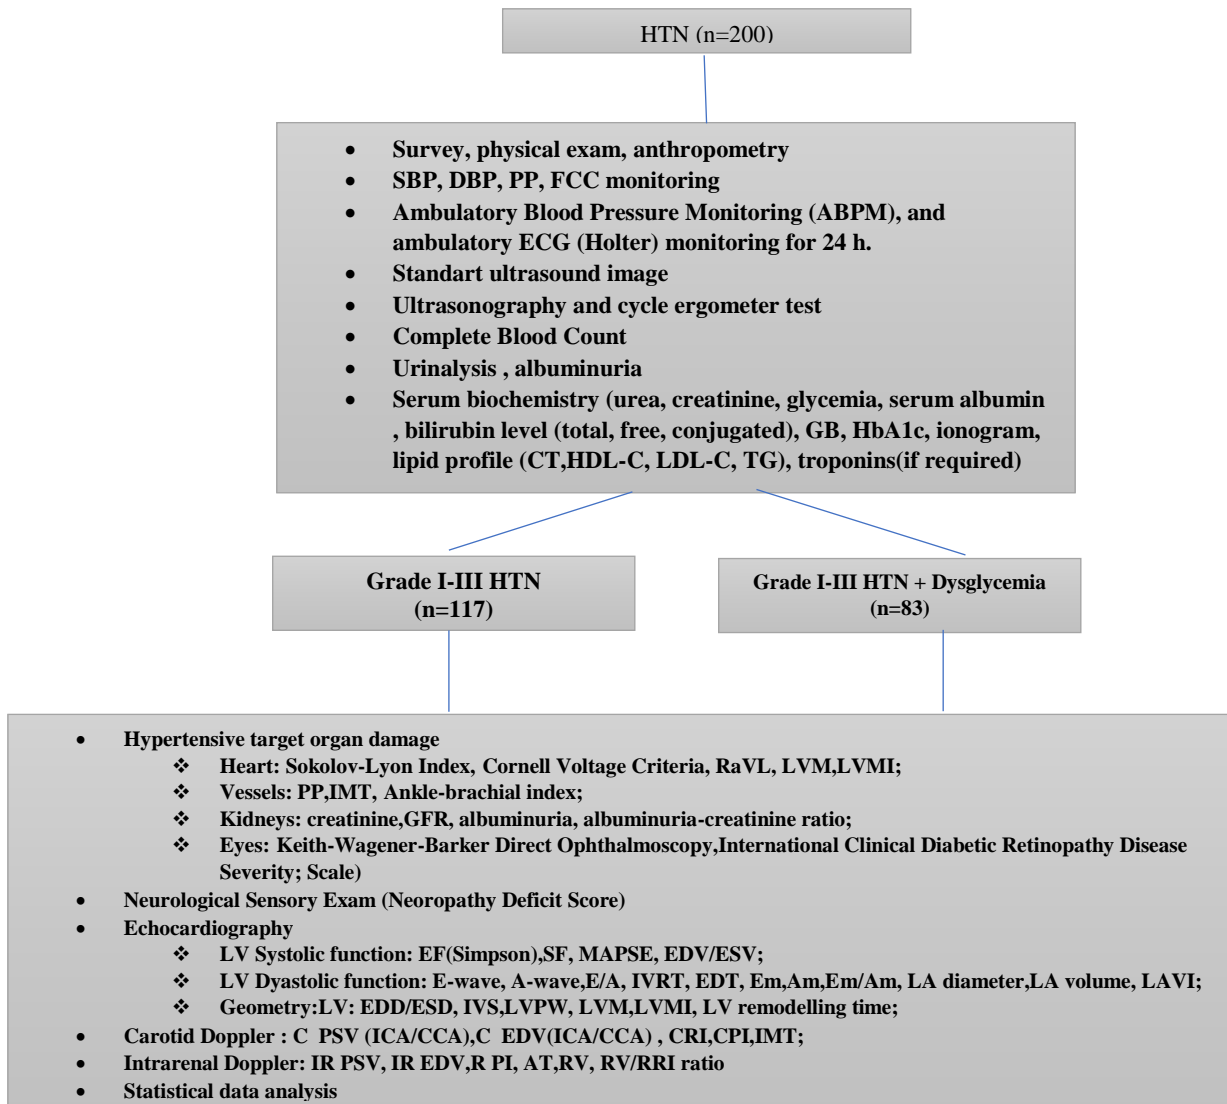 HTN (n=200)
• Survey, physical exam, anthropometry
• SBP, DBP, PP, FCC monitoring
• Ambulatory Blood Pressure Monitoring (ABPM), and
ambulatory ECG (Holter) monitoring for 24 h.
• Standart ultrasound image
• Ultrasonography and cycle ergometer test
• Complete Blood Count
• Urinalysis , albuminuria
• Serum biochemistry (urea, creatinine, glycemia, serum albumin
, bilirubin level (total, free, conjugated), GB, HbA1c, ionogram,
lipid profile (CT,HDL-C, LDL-C, TG), troponins(if required)
Grade I-III HTN
(n=117)
Grade I-III HTN + Dysglycemia
(n=83)
• Hypertensive target organ damage
❖ Heart: Sokolov-Lyon Index, Cornell Voltage Criteria, RaVL, LVM,LVMI;
❖ Vessels: PP,IMT, Ankle-brachial index;
❖ Kidneys: creatinine,GFR, albuminuria, albuminuria-creatinine ratio;
❖ Eyes: Keith-Wagener-Barker Direct Ophthalmoscopy,International Clinical Diabetic Retinopathy Disease
Severity; Scale)
• Neurological Sensory Exam (Neoropathy Deficit Score)
• Echocardiography
❖ LV Systolic function: EF(Simpson),SF, MAPSE, EDV/ESV;
❖ LV Dyastolic function: E-wave, A-wave,E/A, IVRT, EDT, Em,Am,Em/Am, LA diameter,LA volume, LAVI;
❖ Geometry:LV: EDD/ESD, IVS,LVPW, LVM,LVMI, LV remodelling time;
• Carotid Doppler : C PSV (ICA/CCA),C EDV(ICA/CCA) , CRI,CPI,IMT;
• Intrarenal Doppler: IR PSV, IR EDV,R PI, AT,RV, RV/RRI ratio
• Statistical data analysis